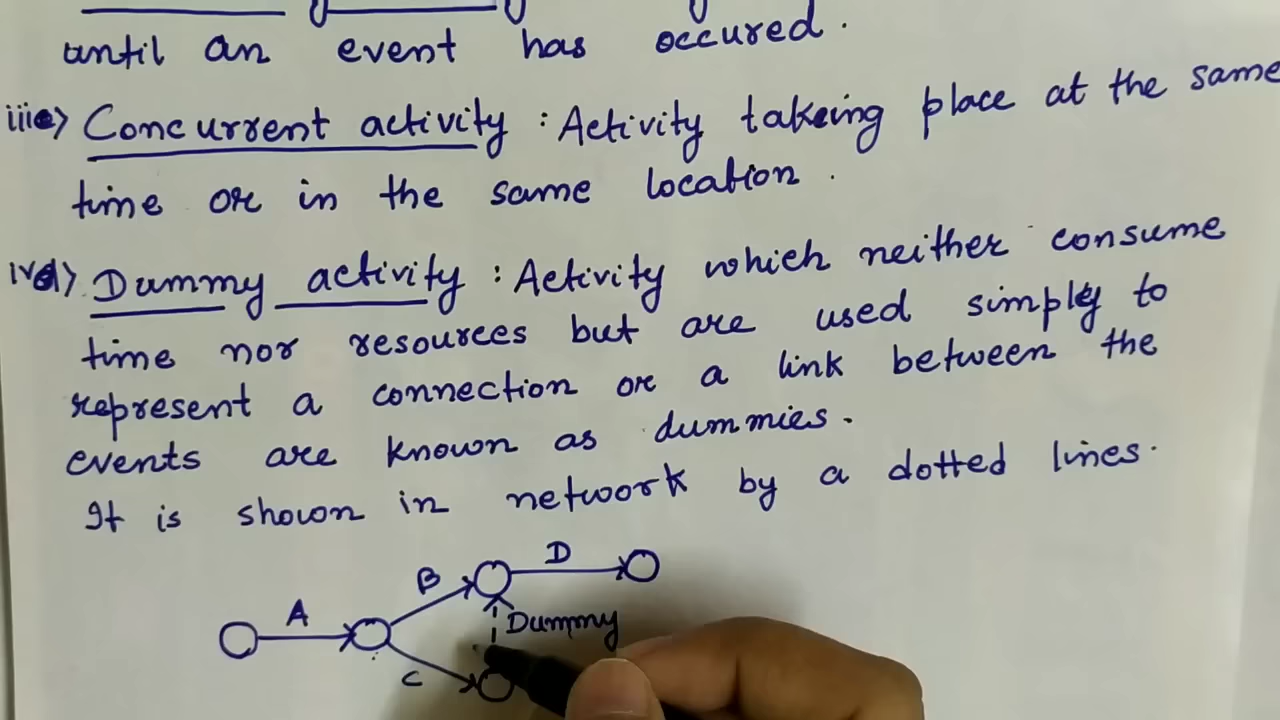 until an event has occured.
iii) Concurrent activity : Activity takeing place at the same
time or in the same location.
iv) Dummy activity : Activity which neither consume
time nor resources but are used simply to
represent a connection or a link between the
events are known as dummies.
It is shown in network by a dotted lines.
D
B
A
Dummy
C